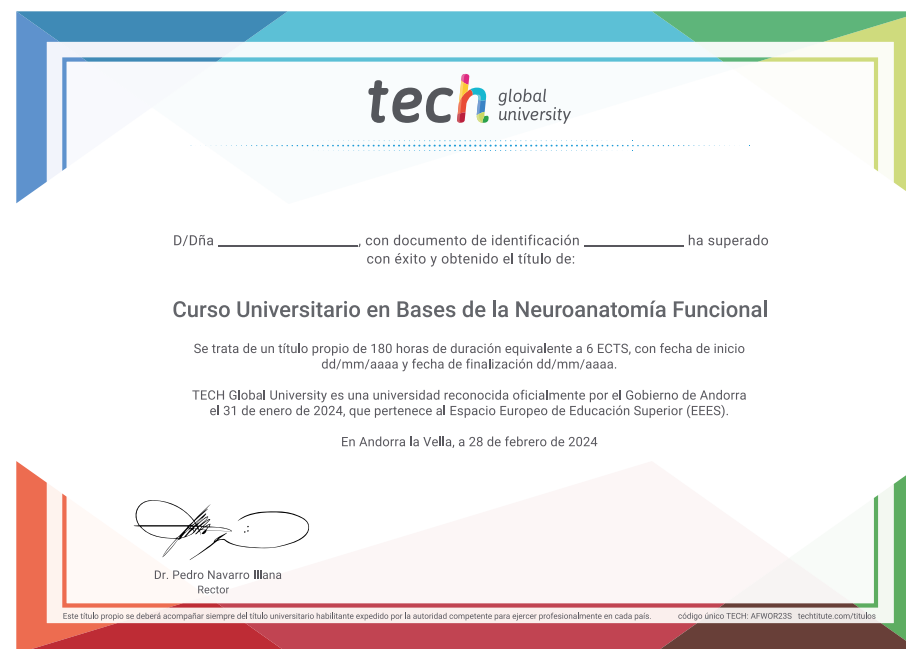 tech global university
D/Dña ____________________, con documento de identificación ______________ ha superado
con éxito y obtenido el título de:
Curso Universitario en Bases de la Neuroanatomía Funcional
Se trata de un título propio de 180 horas de duración equivalente a 6 ECTS, con fecha de inicio
dd/mm/aaaa y fecha de finalización dd/mm/aaaa.
TECH Global University es una universidad reconocida oficialmente por el Gobierno de Andorra
el 31 de enero de 2024, que pertenece al Espacio Europeo de Educación Superior (EEES).
En Andorra la Vella, a 28 de febrero de 2024
Dr. Pedro Navarro Illana
Rector
Este título propio se deberá acompañar siempre del título universitario habilitante expedido por la autoridad competente para ejercer profesionalmente en cada país. código único TECH: AFWOR23S techtitute.com/titulos